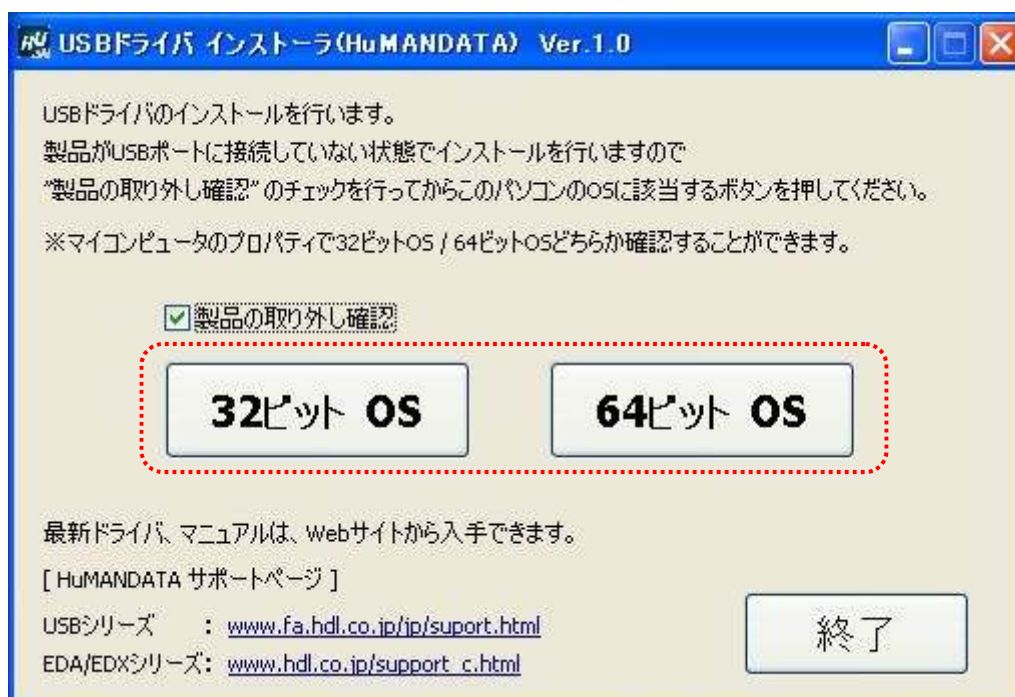 USBドライバ インストーラ(HuMANDATA) Ver.1.0
USBドライバのインストールを行います。
製品がUSBポートに接続していない状態でインストールを行いますので
"製品の取り外し確認" のチェックを行ってからこのパソコンのOSに該当するボタンを押してください。
※マイコンピュータのプロパティで32ビットOS / 64ビットOSどちらか確認することができます。
製品の取り外し確認
32ビット OS 64ビット OS
最新ドライバ、マニュアルは、Webサイトから入手できます。
[ HuMANDATA サポートページ ]
USBシリーズ : www.fa.hdl.co.jp/jp/suport.html
EDA/EDXシリーズ: www.hdl.co.jp/support_c.html
終了